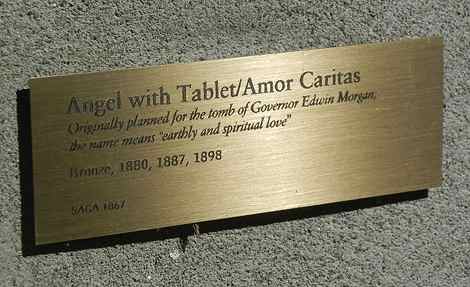 Angel with Tablet/Amor Caritas
Originally planned for the tomb of Governor Edwin Morgan,
the name means "earthly and spiritual love"
Bronze, 1880, 1887, 1898
SAGA 1867